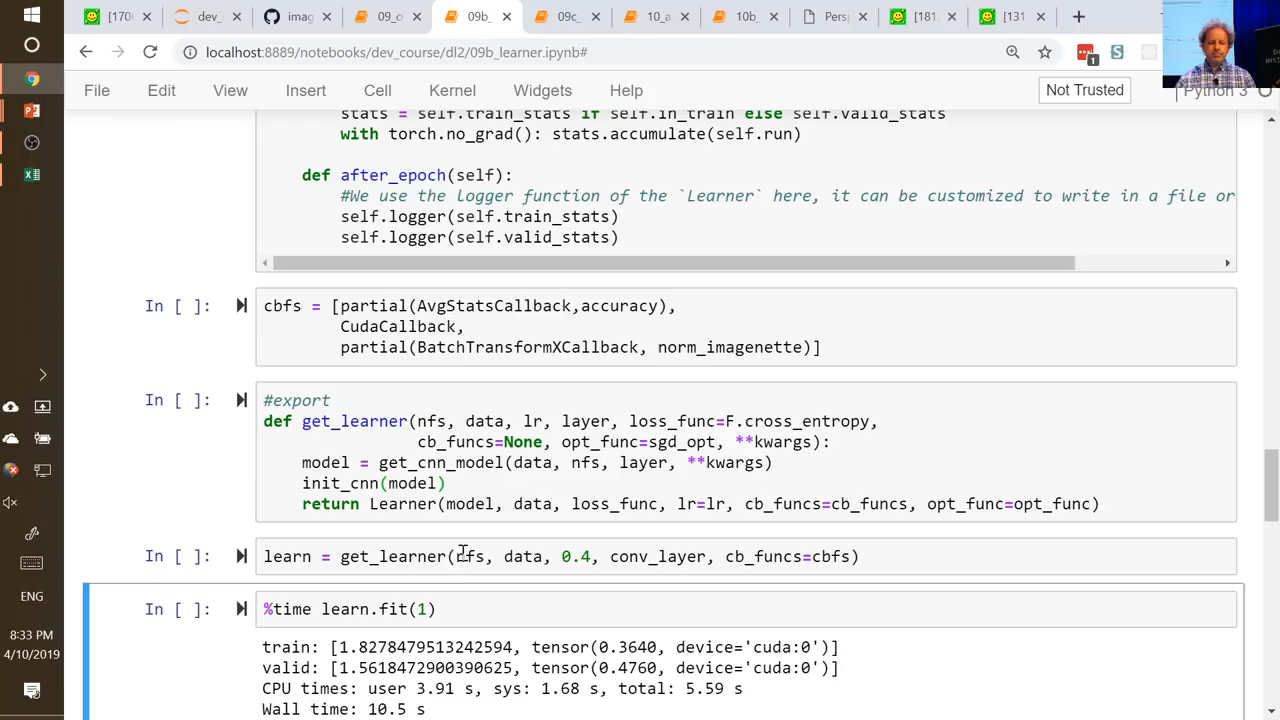 [170
dev_
imag
09_o
09b_
09c_
10_a
10b_
Persp
[181
[131
localhost:8889/notebooks/dev_course/dl2/09b_learner.ipynb#
1
S
File Edit View Insert Cell Kernel Widgets Help
Not Trusted
Python 3
stats = self.train_stats if self.in_train else self.valid_stats
with torch.no_grad(): stats.accumulate(self.run)
def after_epoch(self):
#We use the Logger function of the `Learner` here, it can be customized to write in a file or
self.logger(self.train_stats)
self.logger(self.valid_stats)
In [ ]:
cbfs = [partial(AvgStatsCallback,accuracy),
CudaCallback,
partial(BatchTransformXCallback, norm_imagenette)]
In [ ]:
#export
def get_learner(nfs, data, lr, layer, loss_func=F.cross_entropy,
cb_funcs=None, opt_func=sgd_opt, **kwargs):
model = get_cnn_model(data, nfs, layer, **kwargs)
init_cnn(model)
return Learner(model, data, loss_func, lr=lr, cb_funcs=cb_funcs, opt_func=opt_func)
In [ ]:
learn = get_learner(nfs, data, 0.4, conv_layer, cb_funcs=cbfs)
In [ ]:
%time learn.fit(1)
train: [1.8278479513242594, tensor(0.3640, device='cuda:0')]
valid: [1.5618472900390625, tensor(0.4760, device='cuda:0')]
CPU times: user 3.91 s, sys: 1.68 s, total: 5.59 s
Wall time: 10.5 s
ENG
8:33 PM
4/10/2019